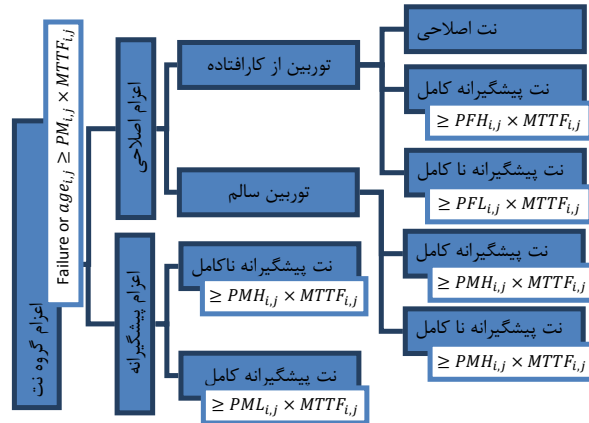 اعزام گروه نت
Failure or age_{i,j} ≥ PM_{i,j} × MTTF_{i,j}
اعزام اصلاحی
توربین از کارافتاده
نت اصلاحی
نت پیشگیرانه کامل
≥ PFH_{i,j} × MTTF_{i,j}
نت پیشگیرانه نا کامل
≥ PFL_{i,j} × MTTF_{i,j}
توربین سالم
نت پیشگیرانه کامل
≥ PMH_{i,j} × MTTF_{i,j}
نت پیشگیرانه نا کامل
≥ PMH_{i,j} × MTTF_{i,j}
اعزام پیشگیرانه
نت پیشگیرانه ناکامل
≥ PMH_{i,j} × MTTF_{i,j}
نت پیشگیرانه کامل
≥ PML_{i,j} × MTTF_{i,j}